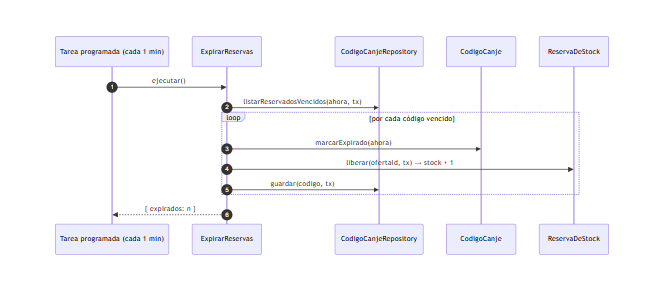 Tarea programada (cada 1 min)
ExpirarReservas
CodigoCanjeRepository
CodigoCanje
ReservaDeStock
1
ejecutar()
2
listarReservadosVencidos(ahora, tx)
loop
[por cada código vencido]
3
marcarExpirado(ahora)
4
liberar(ofertaId, tx) → stock + 1
5
guardar(codigo, tx)
6
{ expirados: n }
Tarea programada (cada 1 min)
ExpirarReservas
CodigoCanjeRepository
CodigoCanje
ReservaDeStock